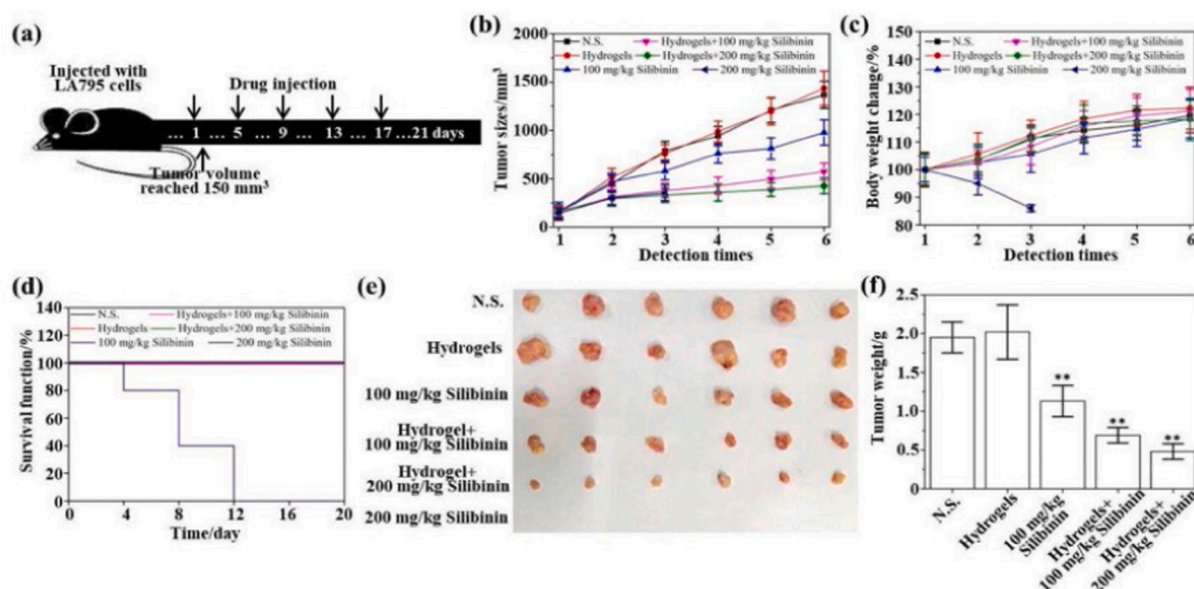 (a)
Injected with
LA795 cells
Drug injection
... 1 ... 5 ... 9 ... 13 ... 17 ...21 days
Tumor volume
reached 150 mm3
(b)
2000
1500
1000
500
0
Tumor sizes/mm3
N.S.
Hydrogels+100 mg/kg Silibinin
Hydrogels
Hydrogels+200 mg/kg Silibinin
100 mg/kg Silibinin
200 mg/kg Silibinin
1 2 3 4 5 6
Detection times
(c)
150
140
130
120
110
100
90
80
Body weight change/%
N.S.
Hydrogels+100 mg/kg Silibinin
Hydrogels
Hydrogels+200 mg/kg Silibinin
100 mg/kg Silibinin
200 mg/kg Silibinin
1 2 3 4 5 6
Detection times
(d)
140
120
100
80
60
40
20
0
Survival function/%
N.S.
Hydrogels+100 mg/kg Silibinin
Hydrogels
Hydrogels+200 mg/kg Silibinin
100 mg/kg Silibinin
200 mg/kg Silibinin
0 4 8 12 16 20
Time/day
(e)
N.S.
Hydrogels
100 mg/kg Silibinin
Hydrogel+
100 mg/kg Silibinin
Hydrogel+
200 mg/kg Silibinin
200 mg/kg Silibinin
(f)
2.5
2.0
1.5
1.0
0.5
0
Tumor weight/g
**
**
**
N.S.
Hydrogels
100 mg/kg
Silibinin
Hydrogels+
100 mg/kg Silibinin
Hydrogels+
200 mg/kg Silibinin